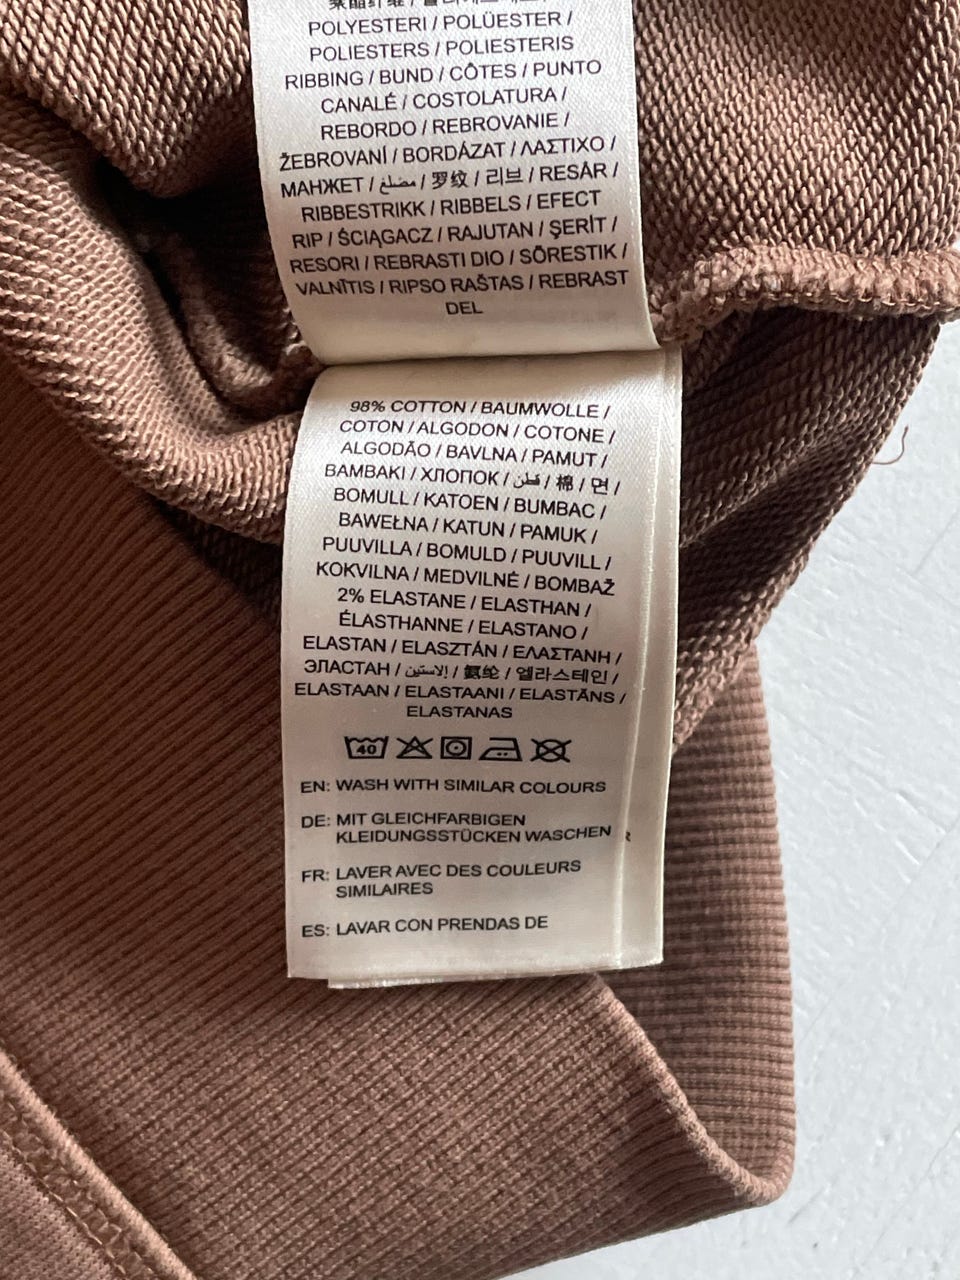 POLYESTERI / POLÜESTER /
POLIESTERS / POLIESTERIS
RIBBING / BUND / CÔTES / PUNTO
CANALÉ / COSTOLATURA /
REBORDO / REBROVANIE /
ŽEBROVANÍ / BORDÁZAT / ΛΑΣΤΙΧΟ /
МАНЖЕТ / مضلع / 罗纹 / 리브 / RESÅR /
RIBBESTRIKK / RIBBELS / EFECT
RIP / ŚCIĄGACZ / RAJUTAN / ŞERİT /
RESORI / REBRASTI DIO / SÕRESTIK /
VALNĪTIS / RIPSO RAŠTAS / REBRAST
DEL
98% COTTON / BAUMWOLLE /
COTON / ALGODON / COTONE /
ALGODÃO / BAVLNA / PAMUT /
BAMBAKI / ХЛОПОК / قطن / 棉 / 면 /
BOMULL / KATOEN / BUMBAC /
BAWEŁNA / KATUN / PAMUK /
PUUVILLA / BOMULD / PUUVILL /
KOKVILNA / MEDVILNĖ / BOMBAŽ
2% ELASTANE / ELASTHAN /
ÉLASTHANNE / ELASTANO /
ELASTAN / ELASZTÁN / ΕΛΑΣΤΑΝΗ /
ЭЛАСТАН / الاستين / 氨纶 / 엘라스테인 /
ELASTAAN / ELASTAANI / ELASTĀNS /
ELASTANAS
40
EN: WASH WITH SIMILAR COLOURS
DE: MIT GLEICHFARBIGEN
KLEIDUNGSSTÜCKEN WASCHEN
FR: LAVER AVEC DES COULEURS
SIMILAIRES
ES: LAVAR CON PRENDAS DE